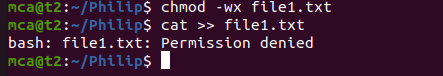 mca@t2:~/Philip$ chmod -wx file1.txt
mca@t2:~/Philip$ cat >> file1.txt
bash: file1.txt: Permission denied
mca@t2:~/Philip$